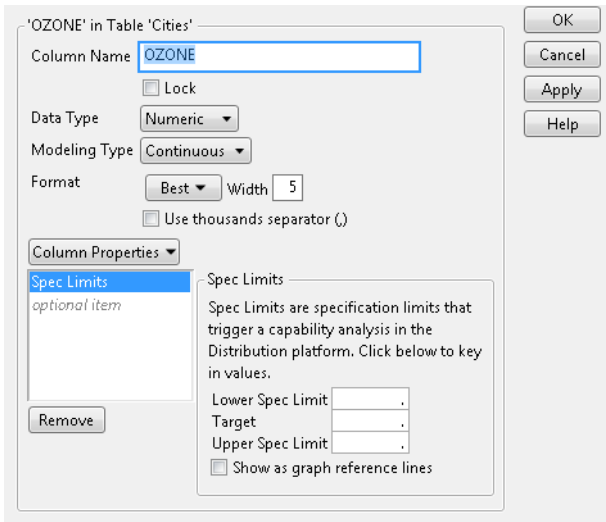 'OZONE' in Table 'Cities'
Column Name OZONE
Lock
Data Type Numeric
Modeling Type Continuous
Format Best Width 5
Use thousands separator (,)
Column Properties
Spec Limits
optional item
Remove
Spec Limits
Spec Limits are specification limits that
trigger a capability analysis in the
Distribution platform. Click below to key
in values.
Lower Spec Limit .
Target .
Upper Spec Limit .
Show as graph reference lines
OK
Cancel
Apply
Help